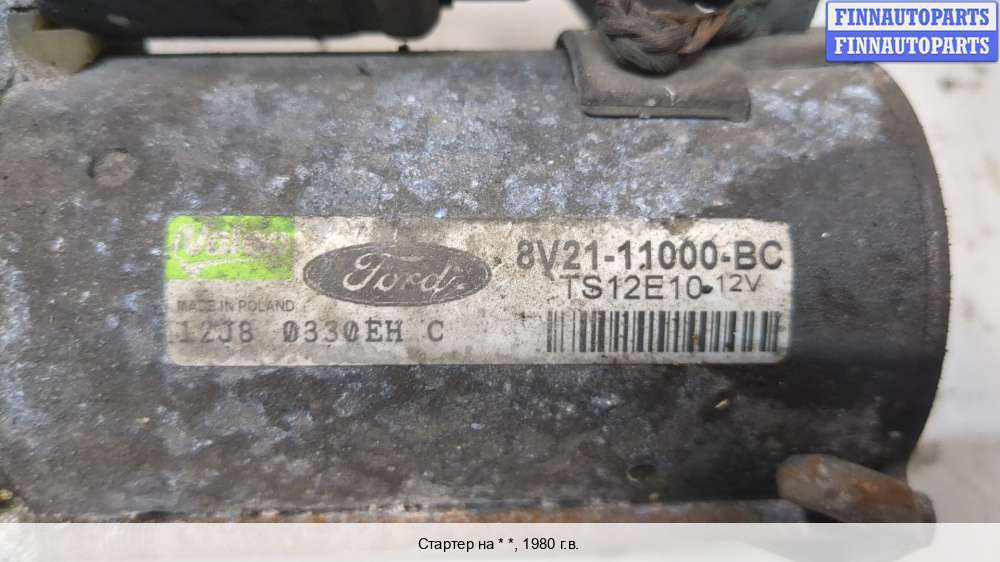 FINNAUTOPARTS
FINNAUTOPARTS
Valeo
Ford
8V21-11000-BC
TS12E10 12V
MADE IN POLAND
12J8 0330EH C
Стартер на * *, 1980 г.в.